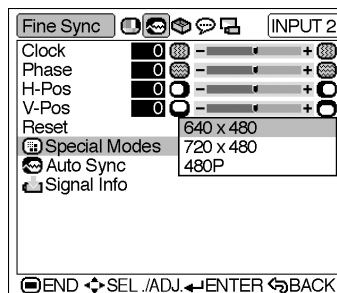 Fine Sync INPUT 2
Clock 0 - +
Phase 0 - +
H-Pos 0 - +
V-Pos 0 - +
Reset 640 x 480
Special Modes 720 x 480
Auto Sync 480P
Signal Info
END SEL./ADJ. ENTER BACK